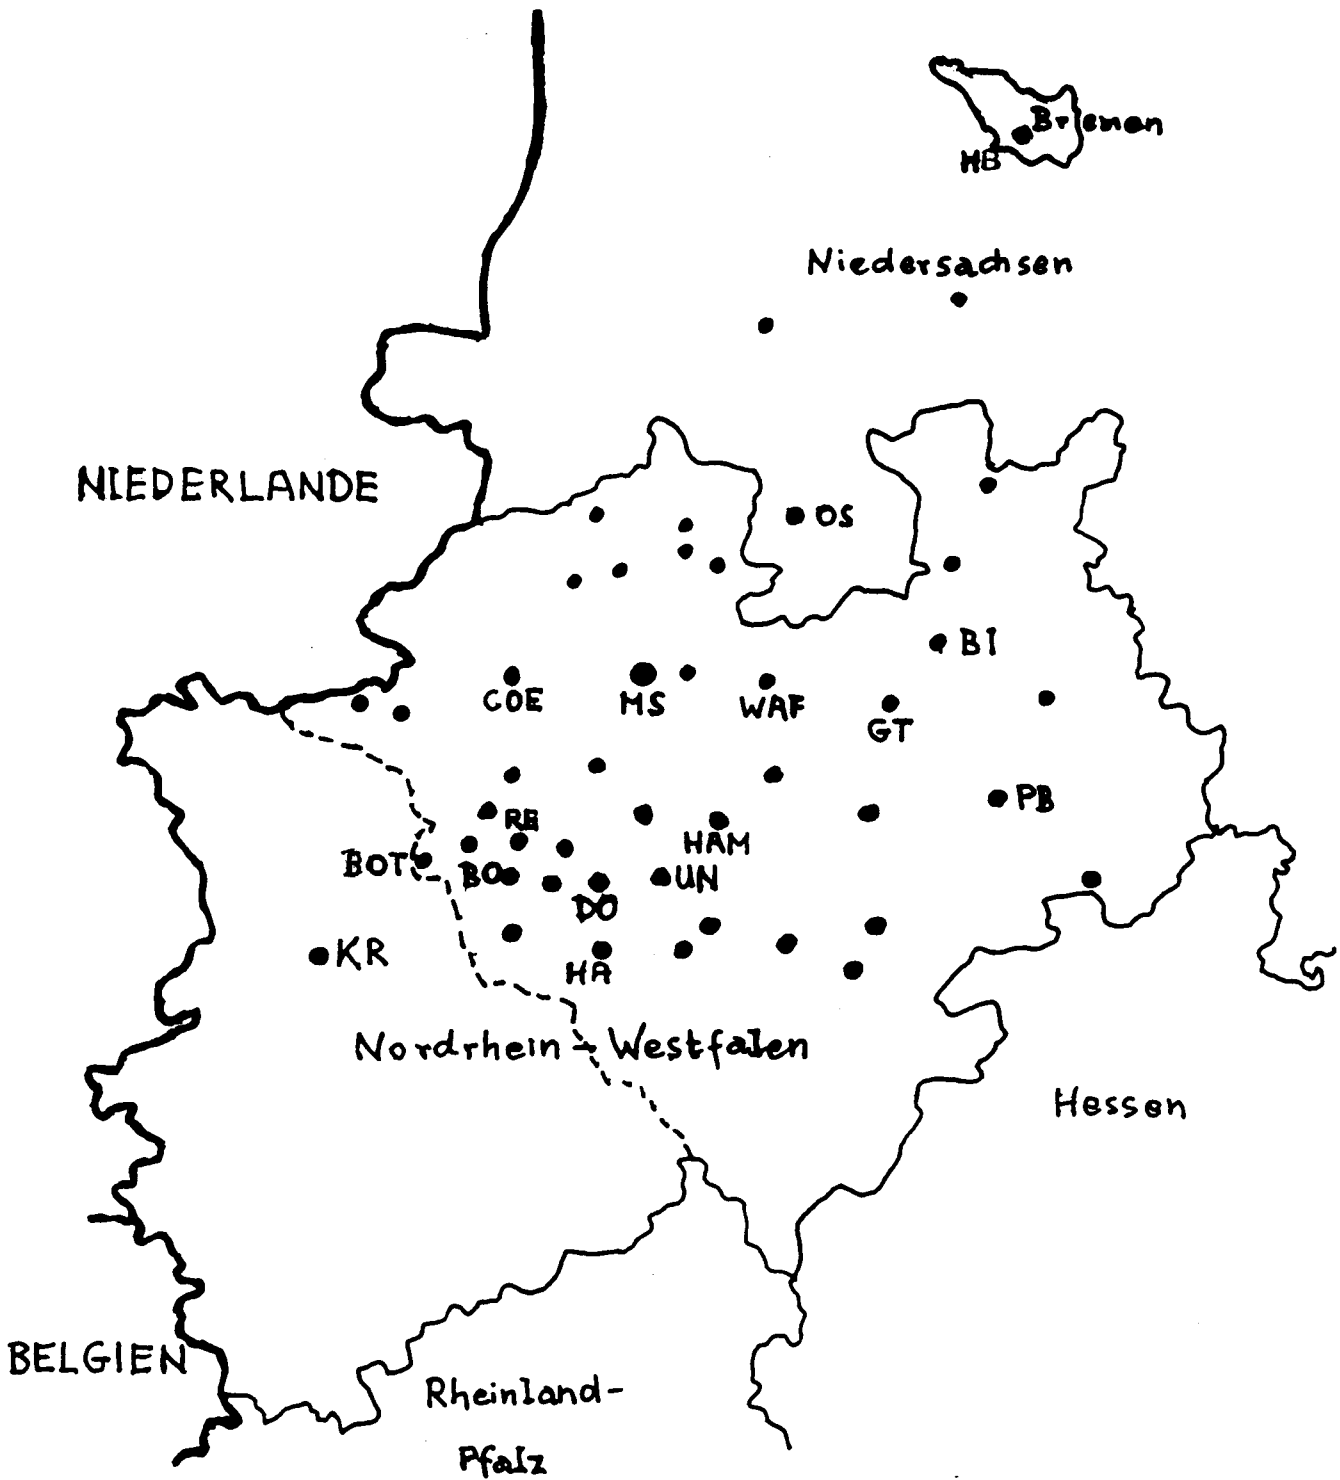 Bremen
HB
Niedersachsen
NIEDERLANDE
OS
BI
COE
MS
WAF
GT
PB
RE
HAM
BOT
BO
UN
DO
KR
HA
Nordrhein - Westfalen
Hessen
BELGIEN
Rheinland-
Pfalz